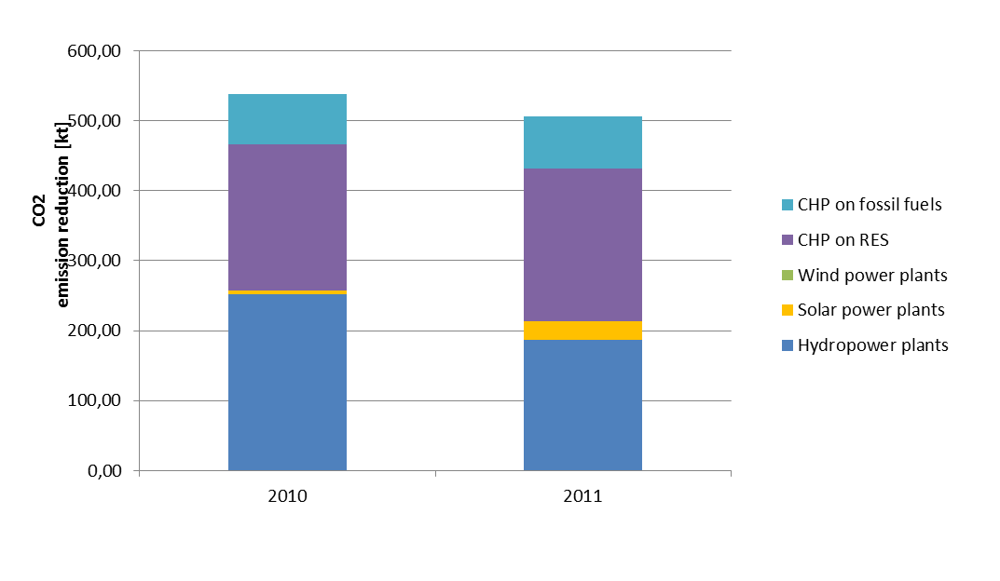 600,00
500,00
400,00
300,00
200,00
100,00
0,00
CO2
emission reduction [kt]
2010
2011
CHP on fossil fuels
CHP on RES
Wind power plants
Solar power plants
Hydropower plants